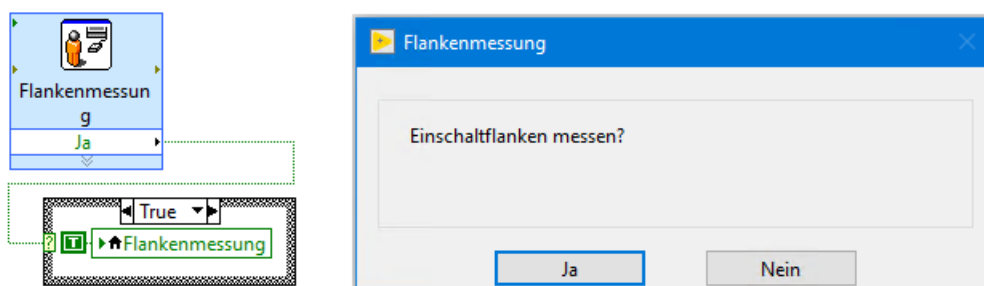 Flankenmessun
g
Ja
True
?
T
Flankenmessung
Flankenmessung
Einschaltflanken messen?
Ja
Nein